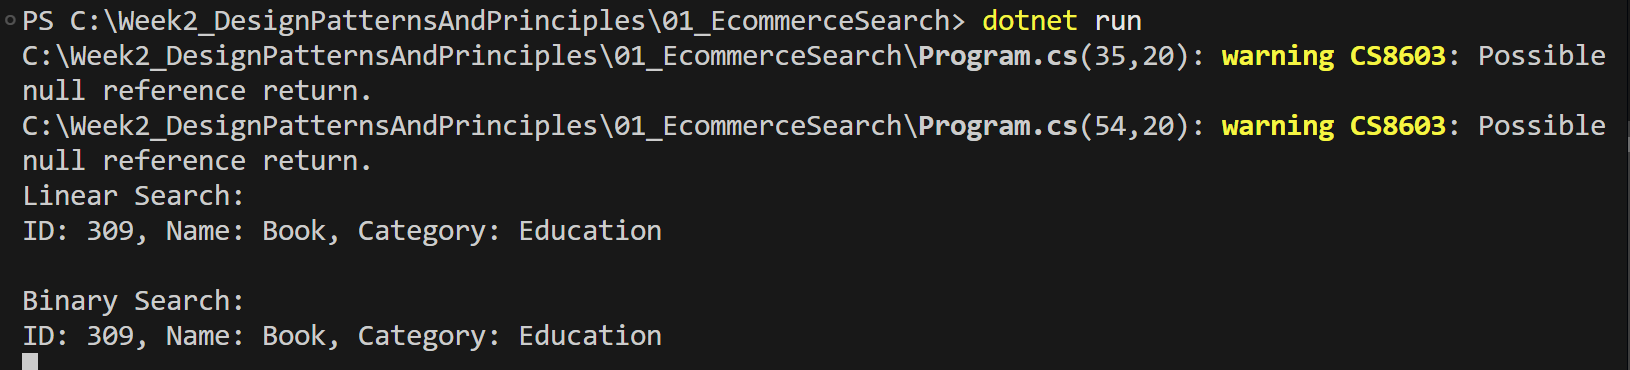 PS C:\Week2_DesignPatternsAndPrinciples\01_EcommerceSearch> dotnet run
C:\Week2_DesignPatternsAndPrinciples\01_EcommerceSearch\Program.cs(35,20): warning CS8603: Possible
null reference return.
C:\Week2_DesignPatternsAndPrinciples\01_EcommerceSearch\Program.cs(54,20): warning CS8603: Possible
null reference return.
Linear Search:
ID: 309, Name: Book, Category: Education
Binary Search:
ID: 309, Name: Book, Category: Education